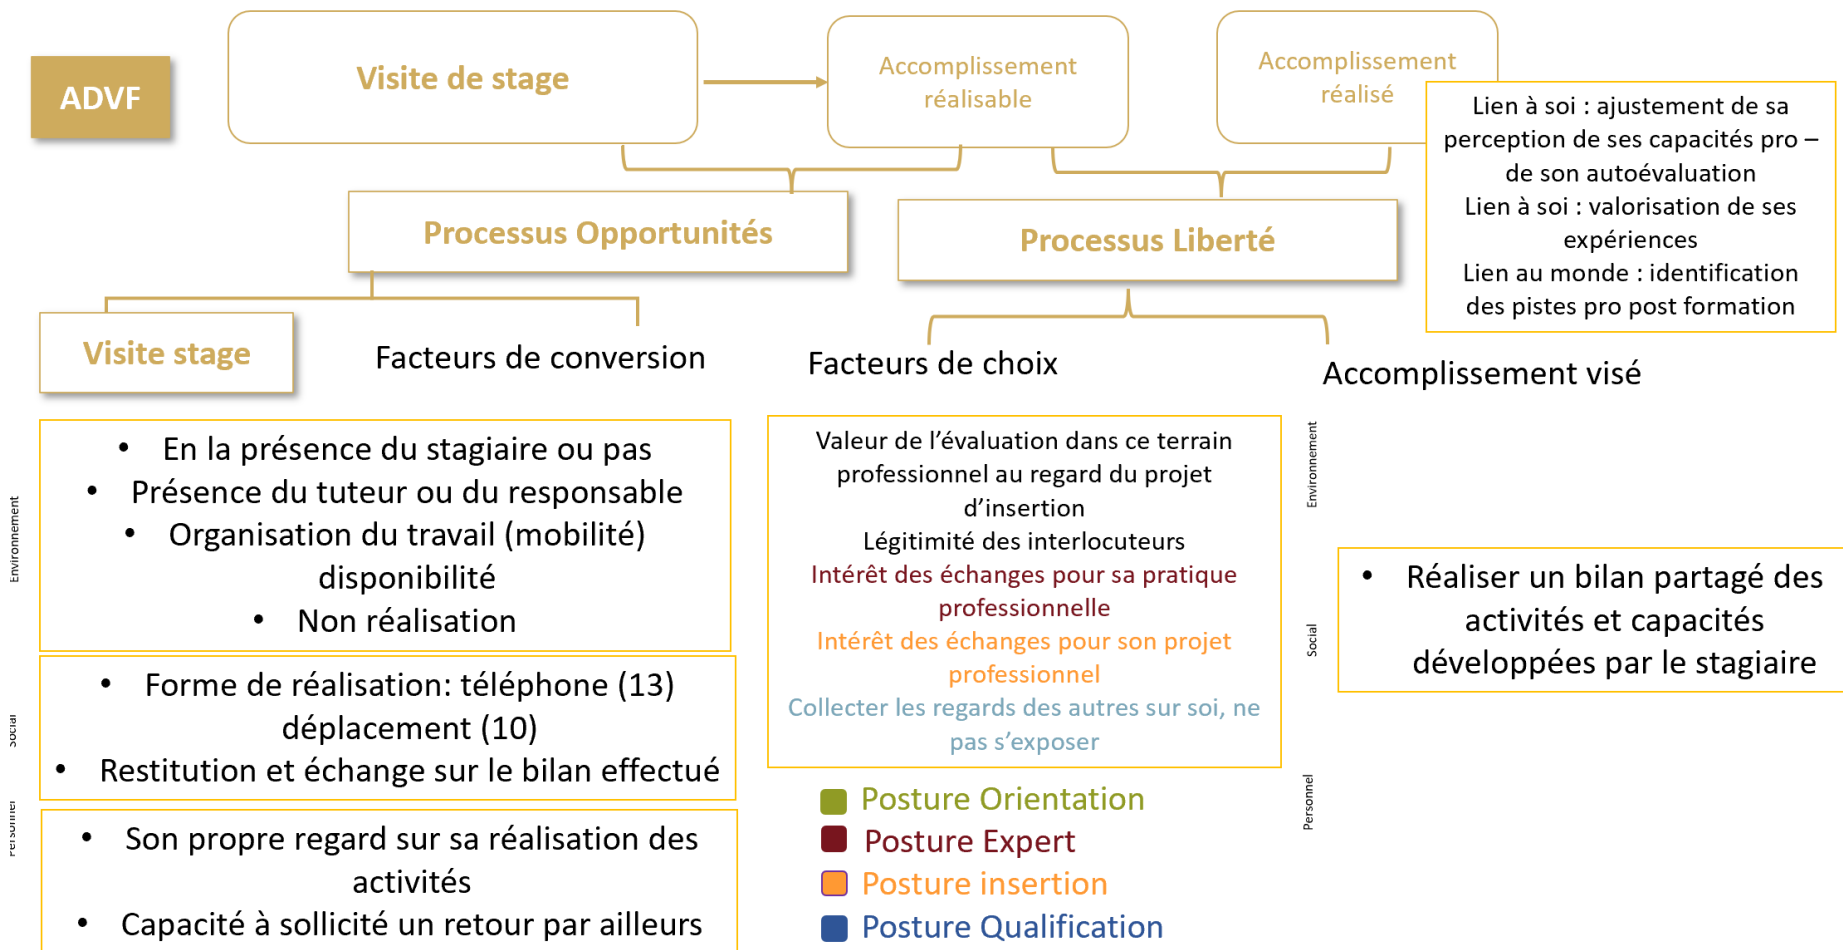 ADVF
Visite de stage
Accomplissement
réalisable
Accomplissement
réalisé
Lien à soi : ajustement de sa
perception de ses capacités pro –
de son autoévaluation
Lien à soi : valorisation de ses
expériences
Lien au monde : identification
des pistes pro post formation
Processus Opportunités
Processus Liberté
Visite stage
Facteurs de conversion
Facteurs de choix
Accomplissement visé
Environnement
• En la présence du stagiaire ou pas
• Présence du tuteur ou du responsable
• Organisation du travail (mobilité)
disponibilité
• Non réalisation
Social
• Forme de réalisation: téléphone (13)
déplacement (10)
• Restitution et échange sur le bilan effectué
Personnel
• Son propre regard sur sa réalisation des
activités
• Capacité à sollicité un retour par ailleurs
Valeur de l’évaluation dans ce terrain
professionnel au regard du projet
d’insertion
Légitimité des interlocuteurs
Intérêt des échanges pour sa pratique
professionnelle
Intérêt des échanges pour son projet
professionnel
Collecter les regards des autres sur soi, ne
pas s’exposer
Posture Orientation
Posture Expert
Posture insertion
Posture Qualification
Environnement
Social
Personnel
• Réaliser un bilan partagé des
activités et capacités
développées par le stagiaire